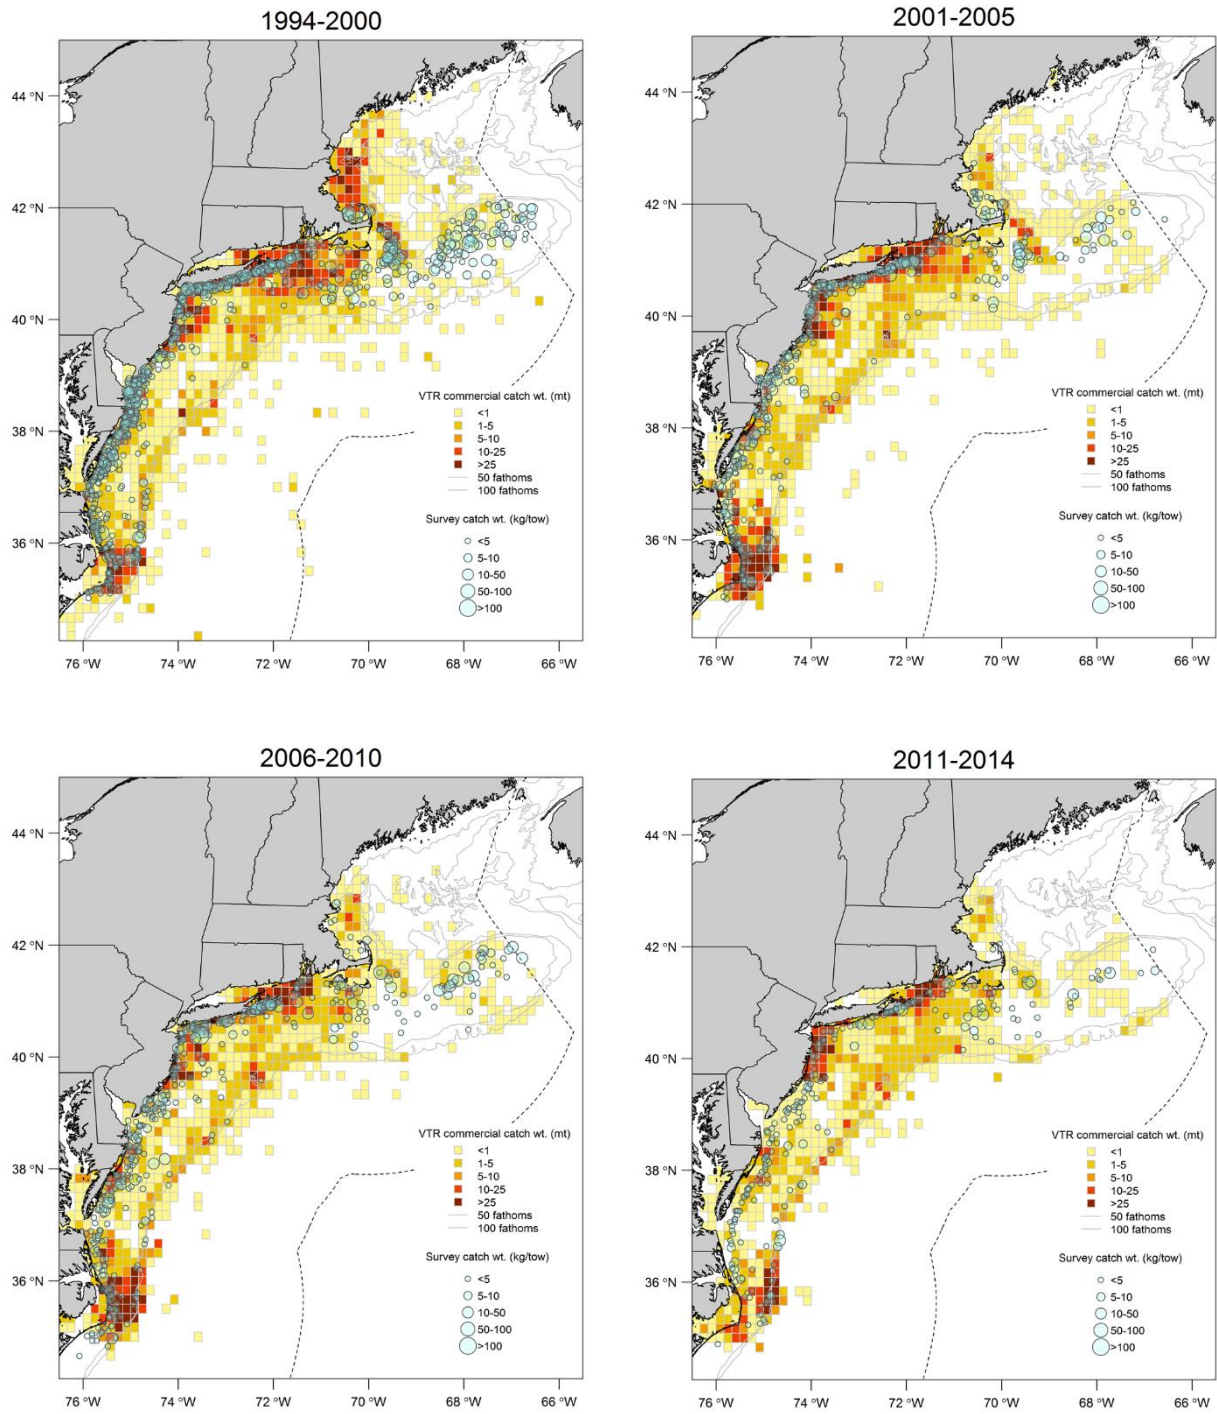 1994-2000
44 °N
42 °N
40 °N
38 °N
36 °N
VTR commercial catch wt. (mt)
<1
1-5
5-10
10-25
>25
50 fathoms
100 fathoms
Survey catch wt. (kg/tow)
<5
5-10
10-50
50-100
>100
76 °W 74 °W 72 °W 70 °W 68 °W 66 °W
2001-2005
44 °N
42 °N
40 °N
38 °N
36 °N
VTR commercial catch wt. (mt)
<1
1-5
5-10
10-25
>25
50 fathoms
100 fathoms
Survey catch wt. (kg/tow)
<5
5-10
10-50
50-100
>100
76 °W 74 °W 72 °W 70 °W 68 °W 66 °W
2006-2010
44 °N
42 °N
40 °N
38 °N
36 °N
VTR commercial catch wt. (mt)
<1
1-5
5-10
10-25
>25
50 fathoms
100 fathoms
Survey catch wt. (kg/tow)
<5
5-10
10-50
50-100
>100
76 °W 74 °W 72 °W 70 °W 68 °W 66 °W
2011-2014
44 °N
42 °N
40 °N
38 °N
36 °N
VTR commercial catch wt. (mt)
<1
1-5
5-10
10-25
>25
50 fathoms
100 fathoms
Survey catch wt. (kg/tow)
<5
5-10
10-50
50-100
>100
76 °W 74 °W 72 °W 70 °W 68 °W 66 °W